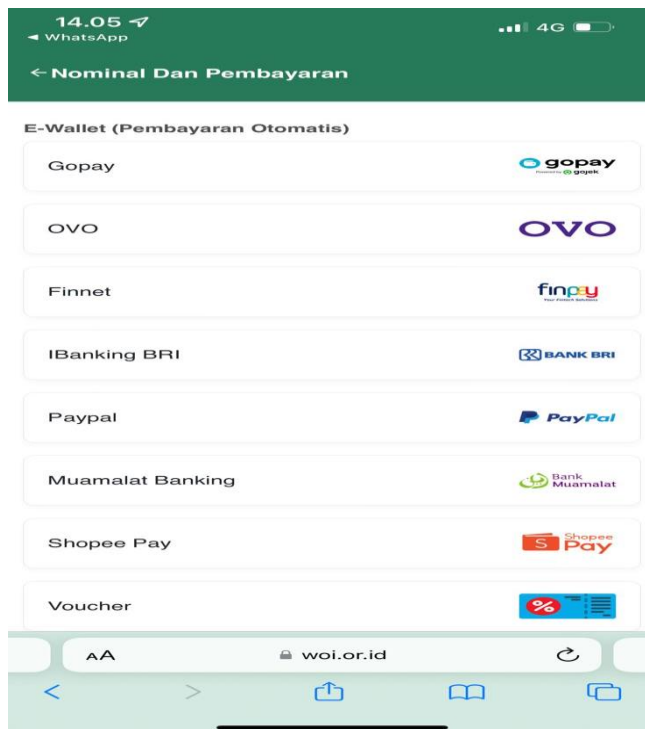 14.05
WhatsApp
4G
Nominal Dan Pembayaran
E-Wallet (Pembayaran Otomatis)
Gopay
gopay
gojek
OVO
OVO
Finnet
finpay
IBanking BRI
BANK BRI
Paypal
PayPal
Muamalat Banking
Bank
Muamalat
Shopee Pay
S
Shopee
Pay
Voucher
%
AA
woi.or.id